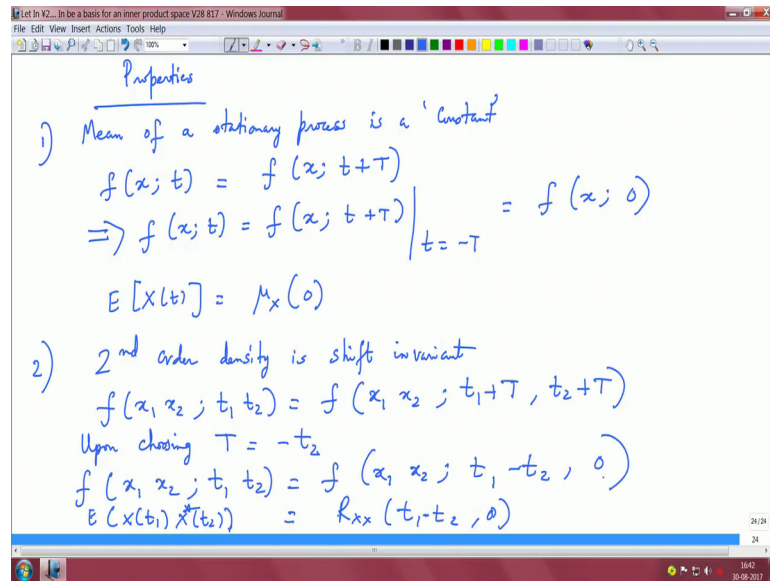 Let In ¥2... In be a basis for an inner product space V28 817 - Windows Journal
File Edit View Insert Actions Tools Help
100%
B I
Properties
1) Mean of a stationary process is a 'Constant'
f(x; t) = f(x; t+T)
⇒ f(x; t) = f(x; t+T)|t=-T = f(x; 0)
E[X(t)] = μx(0)
2) 2nd order density is shift invariant
f(x1 x2; t1 t2) = f(x1 x2; t1+T, t2+T)
Upon choosing T = -t2
f(x1 x2; t1 t2) = f(x1 x2; t1-t2, 0)
E(X(t1) X*(t2)) = Rxx(t1-t2, 0)
24/24
24
16:42
30-08-2017